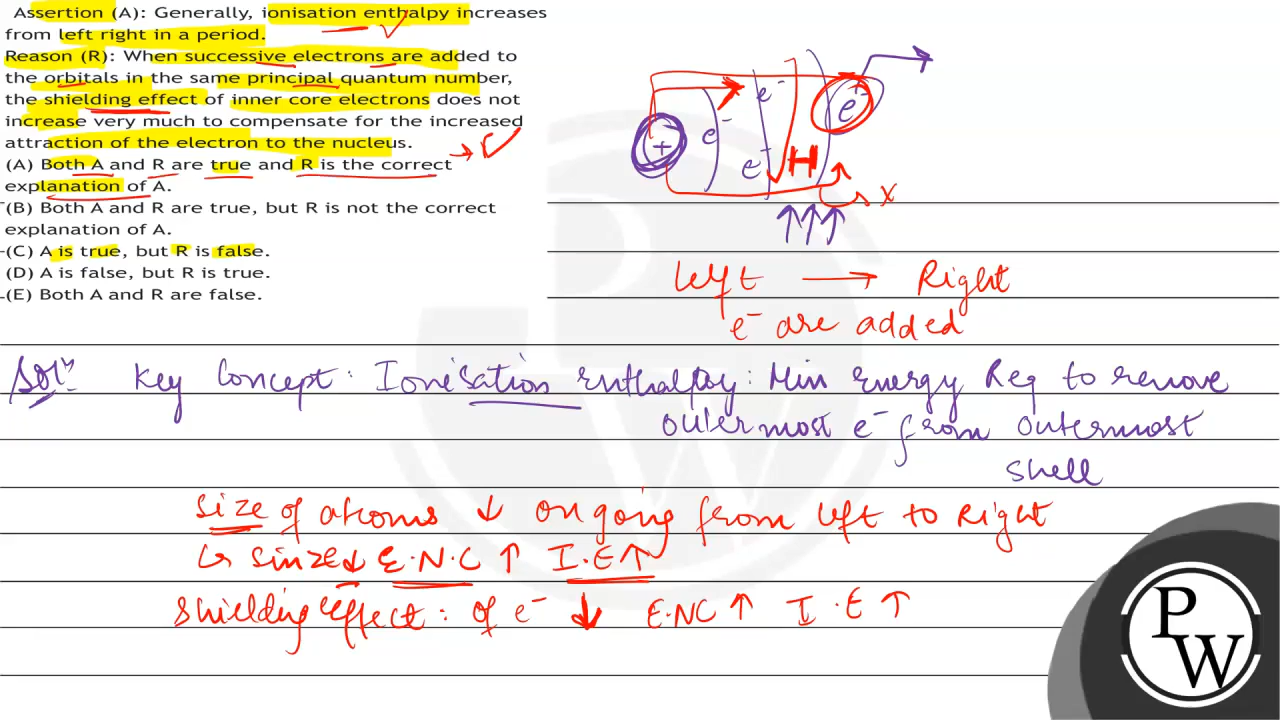 Assertion (A): Generally, ionisation enthalpy increases
from left right in a period.
Reason (R): When successive electrons are added to
the orbitals in the same principal quantum number,
the shielding effect of inner core electrons does not
increase very much to compensate for the increased
attraction of the electron to the nucleus.
(A) Both A and R are true and R is the correct
explanation of A.
(B) Both A and R are true, but R is not the correct
explanation of A.
(C) A is true, but R is false.
(D) A is false, but R is true.
(E) Both A and R are false.
+ e⁻ e⁻ e⁻ H e⁻
x
Left → Right
e⁻ are added
Solⁿ: Key Concept: Ionisation Enthalpy: Min Energy Req to remove
outermost e⁻ from outermost
shell
Size of atoms ↓ on going from left to Right
↳ sinze↓ E.N.C ↑ I.E↑
Shielding effect: of e⁻ ↓ E.NC ↑ I.E ↑
P
W